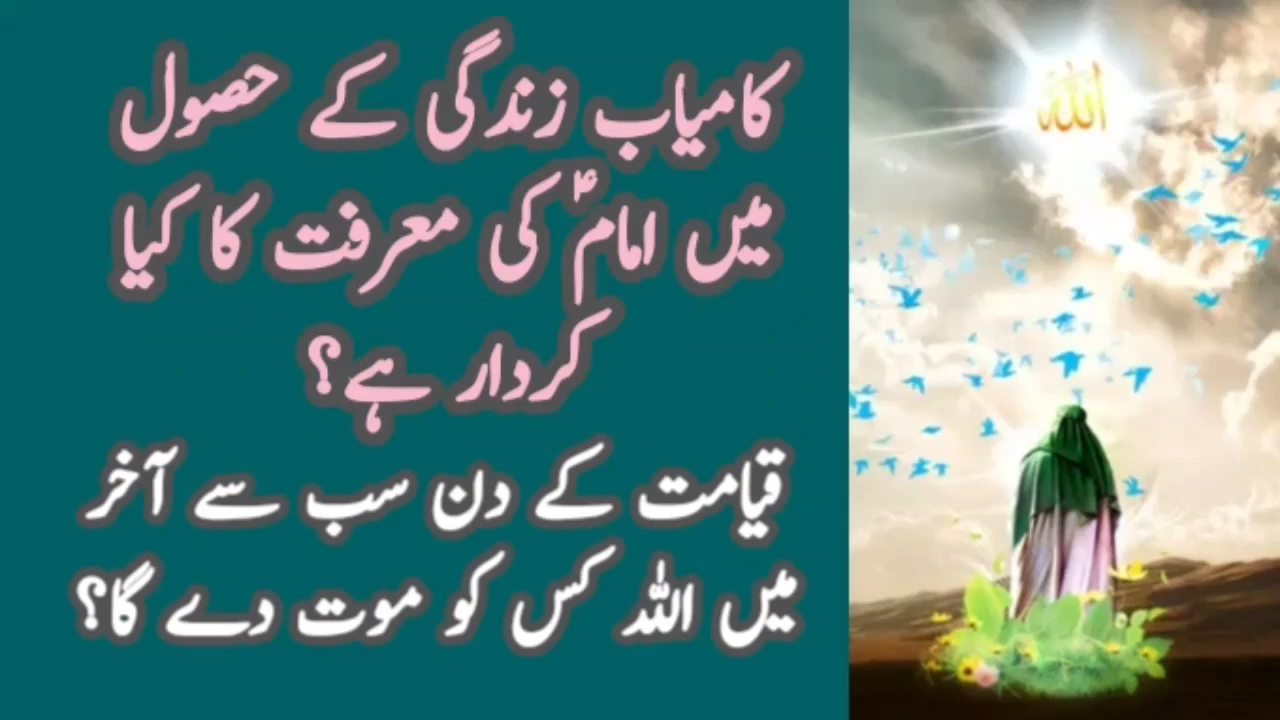 کامیاب زندگی کے حصول
میں امامؑ کی معرفت کا کیا
کردار ہے؟
قیامت کے دن سب سے آخر
میں اللہ کس کو موت دے گا؟
الله